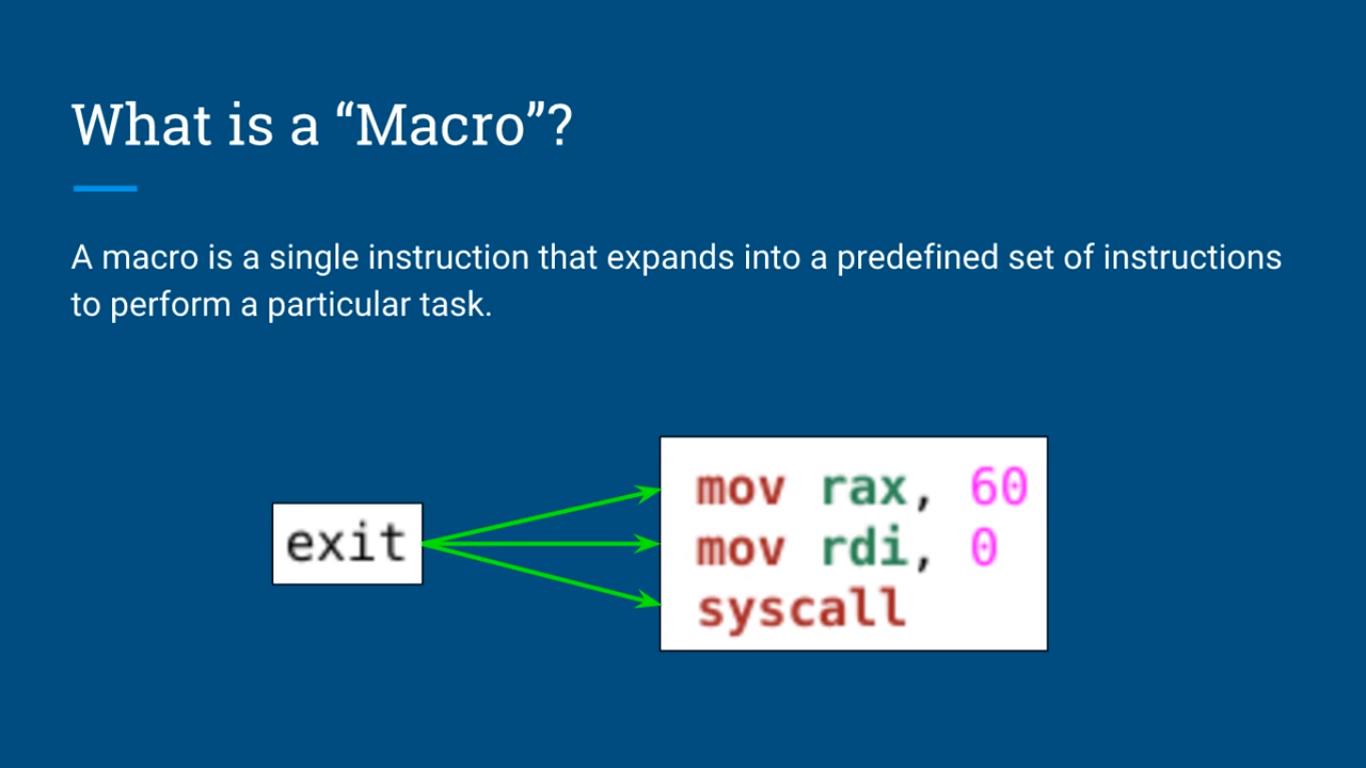 What is a “Macro”?
A macro is a single instruction that expands into a predefined set of instructions
to perform a particular task.
exit
mov rax, 60
mov rdi, 0
syscall